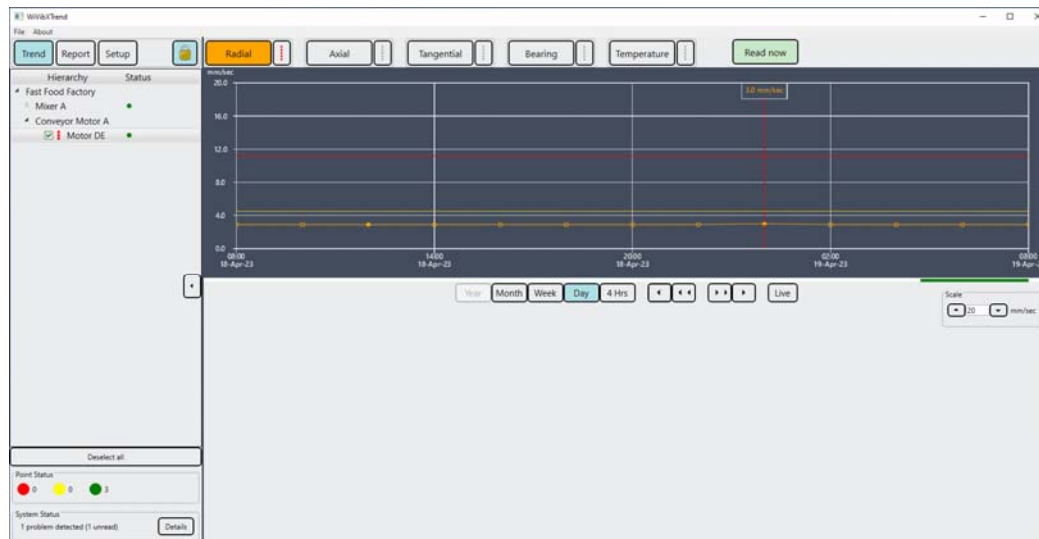 WiVibXTrend
File About
Trend Report Setup
Radial Axial Tangential Bearing Temperature Read now
Hierarchy Status
Fast Food Factory
Mixer A
Conveyor Motor A
Motor DE
mm/sec
20.0
16.0
12.0
8.0
4.0
0.0
3.0 mm/sec
08:00 14:00 20:00 02:00 08:00
18-Apr-23 18-Apr-23 18-Apr-23 19-Apr-23 19-Apr-
Year Month Week Day 4 Hrs Live
Scale
20 mm/sec
Deselect all
Point Status
0 0 3
System Status
1 problem detected (1 unread) Details